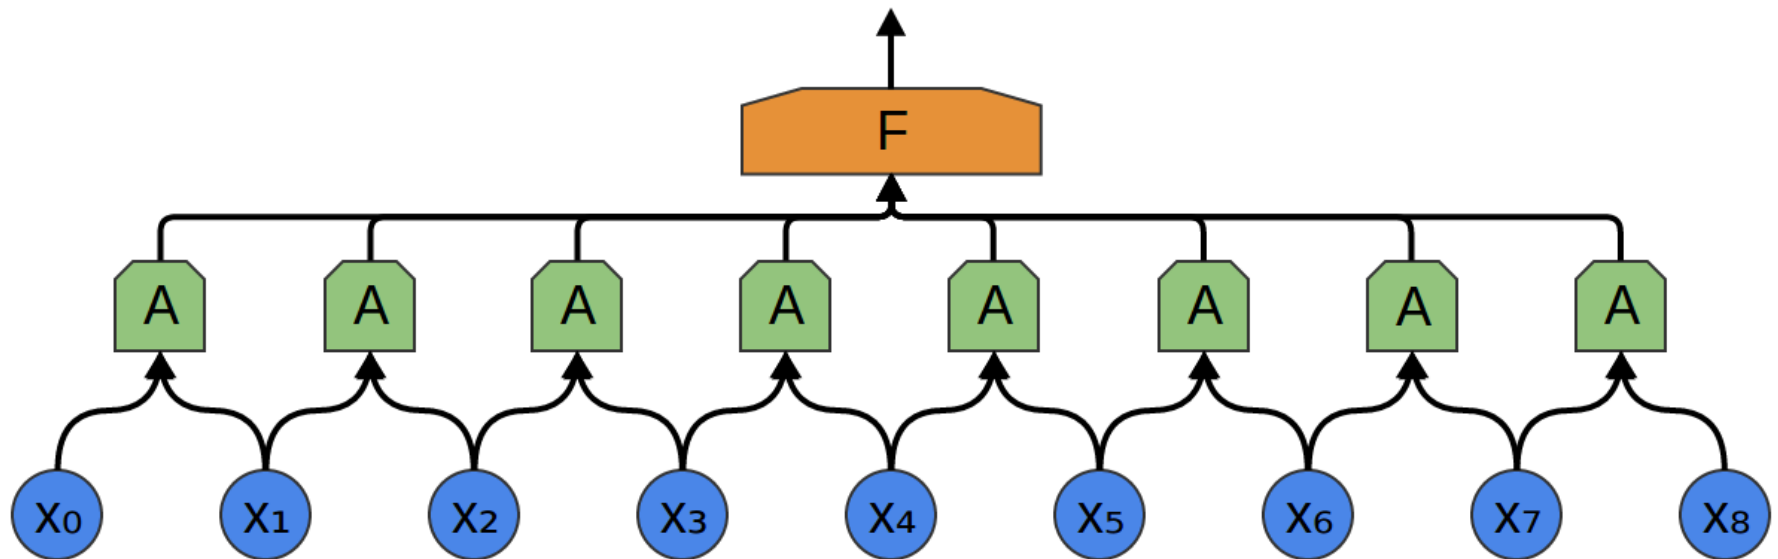 F
A A A A A A A A
x₀ x₁ x₂ x₃ x₄ x₅ x₆ x₇ x₈